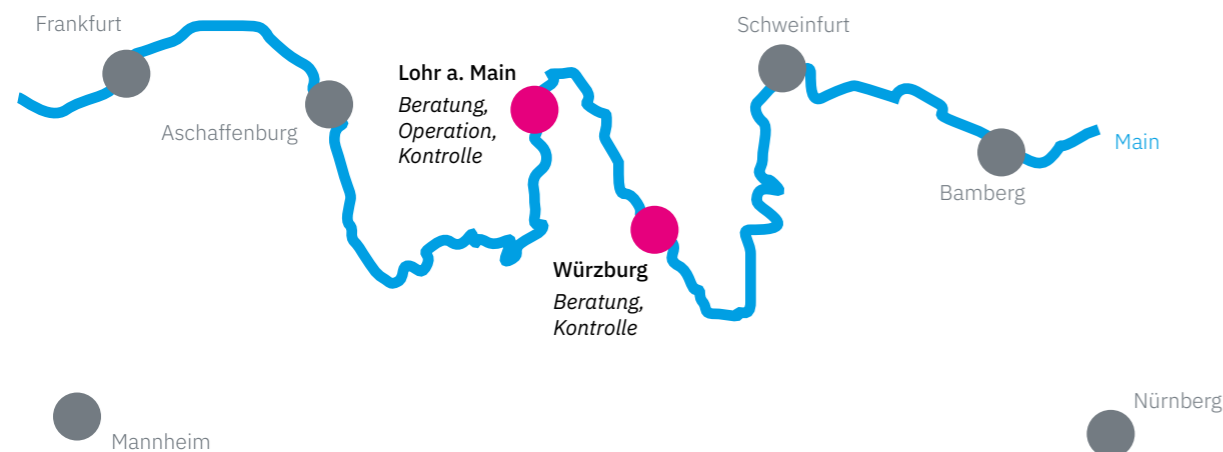 Frankfurt
Schweinfurt
Lohr a. Main
Beratung,
Operation,
Kontrolle
Aschaffenburg
Main
Bamberg
Würzburg
Beratung,
Kontrolle
Nürnberg
Mannheim